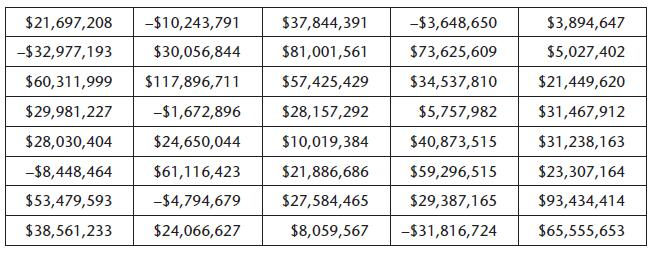 $21,697,208 –$10,243,791 $37,844,391 –$3,648,650 $3,894,647
–$32,977,193 $30,056,844 $81,001,561 $73,625,609 $5,027,402
$60,311,999 $117,896,711 $57,425,429 $34,537,810 $21,449,620
$29,981,227 –$1,672,896 $28,157,292 $5,757,982 $31,467,912
$28,030,404 $24,650,044 $10,019,384 $40,873,515 $31,238,163
–$8,448,464 $61,116,423 $21,886,686 $59,296,515 $23,307,164
$53,479,593 –$4,794,679 $27,584,465 $29,387,165 $93,434,414
$38,561,233 $24,066,627 $8,059,567 –$31,816,724 $65,555,653